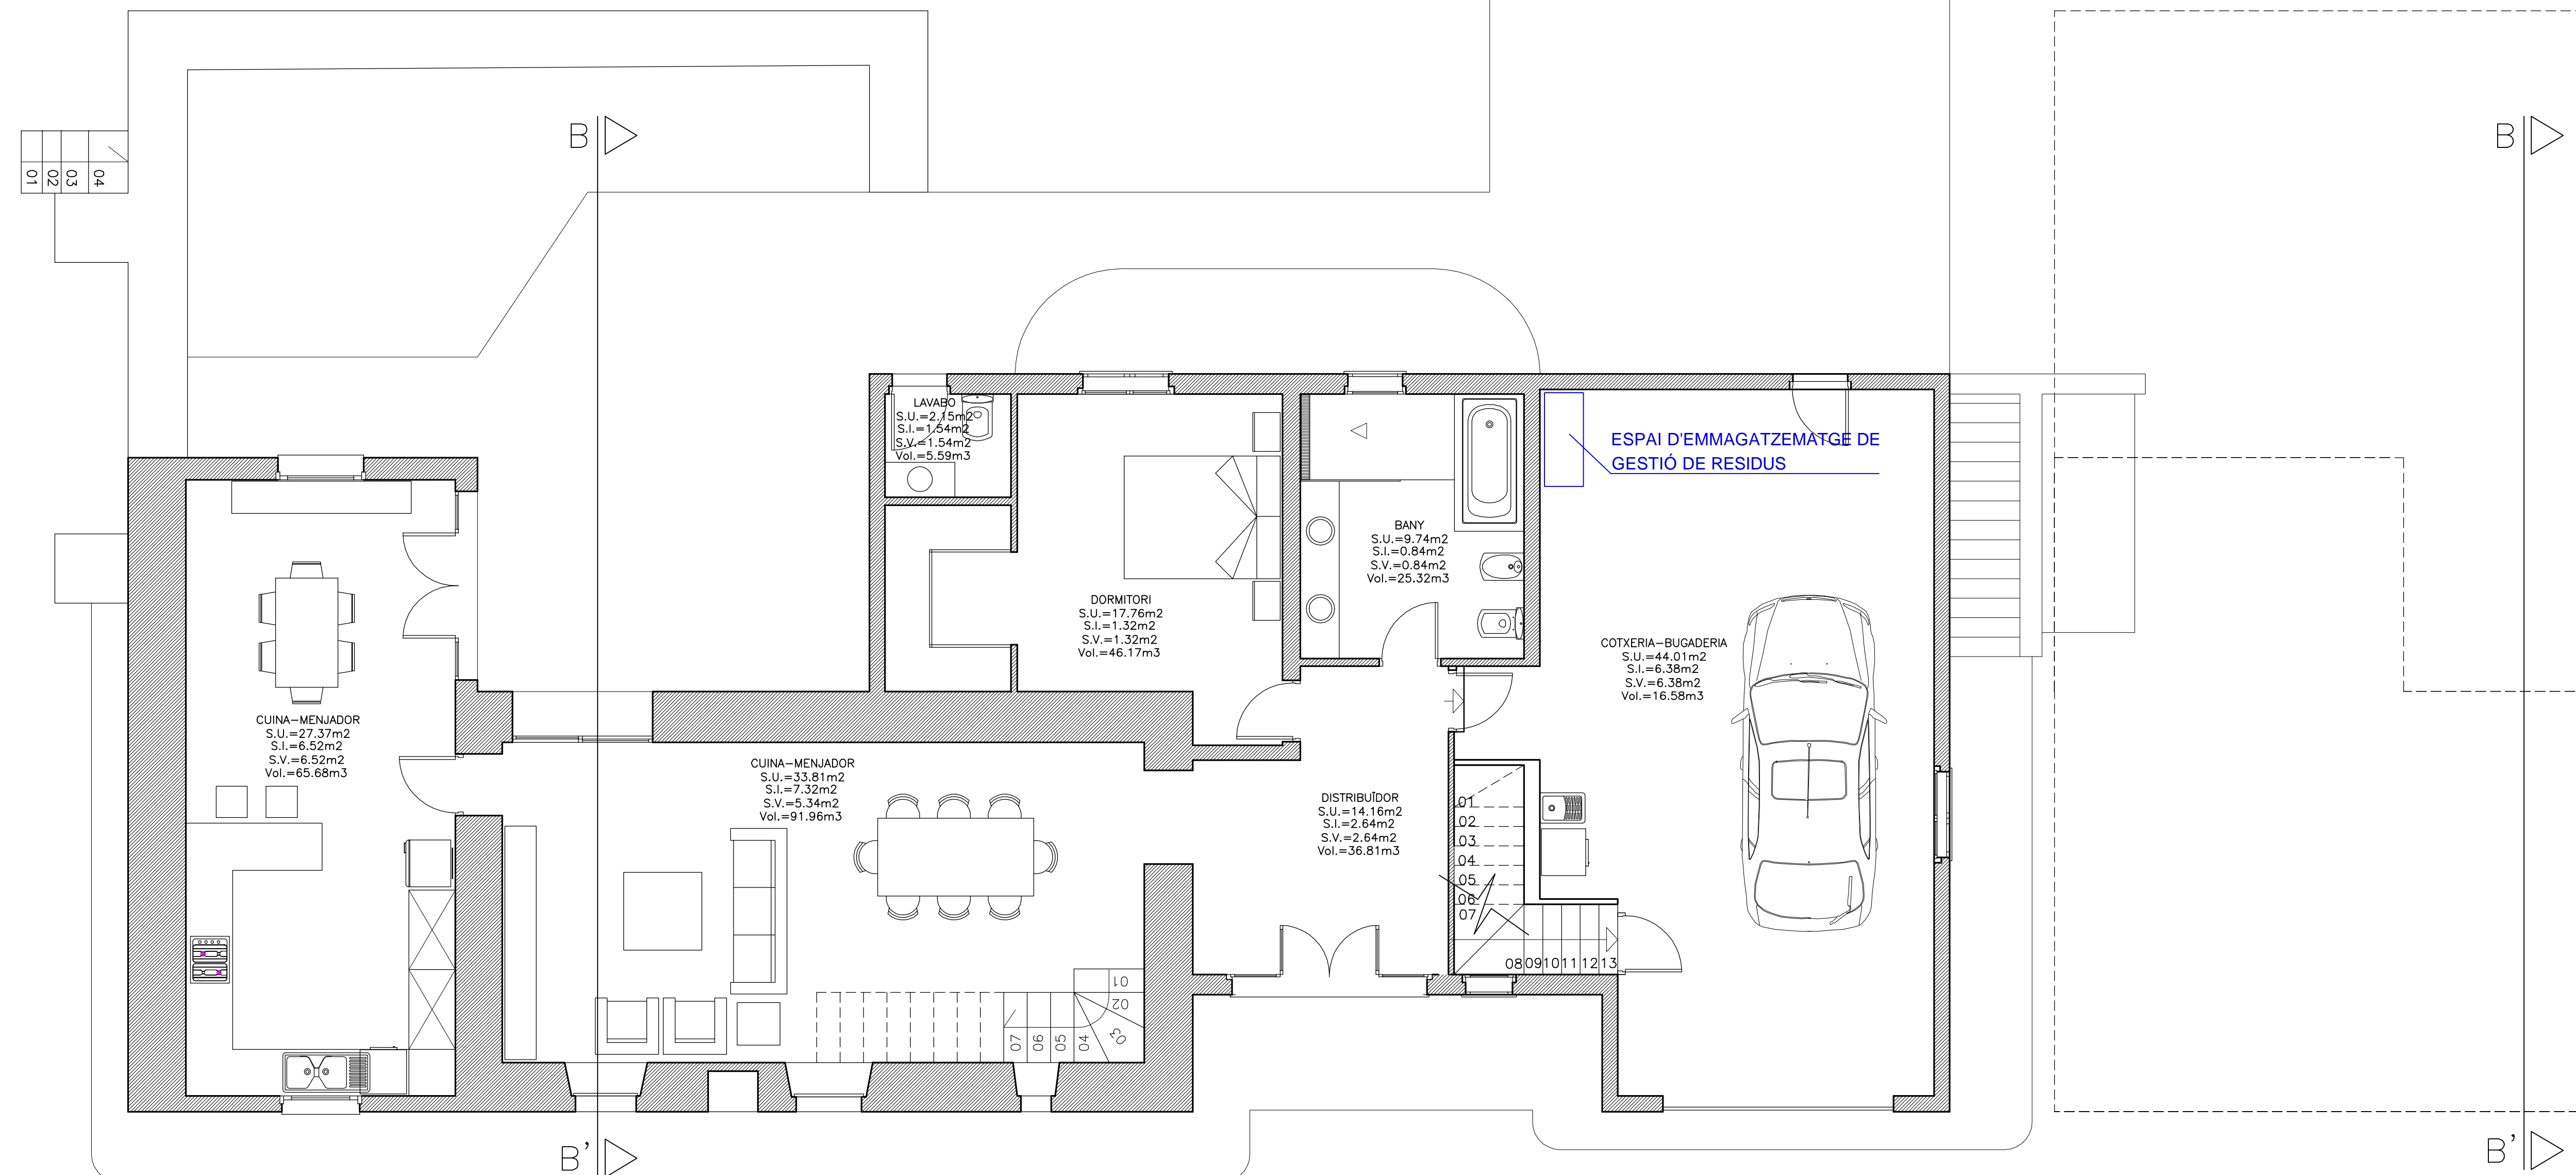 B
B
01
02
03
04
LAVABO
S.U.=2.15m2
S.I.=1.54m2
S.V.=1.54m2
Vol.=5.59m3
ESPAI D'EMMAGATZEMATGE DE
GESTIÓ DE RESIDUS
BANY
S.U.=9.74m2
S.I.=0.84m2
S.V.=0.84m2
Vol.=25.32m3
DORMITORI
S.U.=17.76m2
S.I.=1.32m2
S.V.=1.32m2
Vol.=46.17m3
COTXERIA-BUGADERIA
S.U.=44.01m2
S.I.=6.38m2
S.V.=6.38m2
Vol.=16.58m3
CUINA-MENJADOR
S.U.=27.37m2
S.I.=6.52m2
S.V.=6.52m2
Vol.=65.68m3
CUINA-MENJADOR
S.U.=33.81m2
S.I.=7.32m2
S.V.=5.34m2
Vol.=91.96m3
DISTRIBUÏDOR
S.U.=14.16m2
S.I.=2.64m2
S.V.=2.64m2
Vol.=36.81m3
01
02
03
04
05
06
07
08 09 10 11 12 13
01
02
03
04
05
06
07
B'
B'